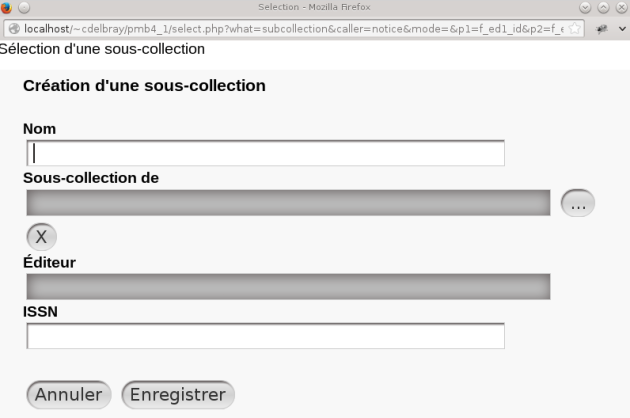 Selection - Mozilla Firefox
localhost/~cdelbray/pmb4_1/select.php?what=subcollection&caller=notice&mode=&p1=f_ed1_id&p2=f_e
Sélection d'une sous-collection
Création d'une sous-collection
Nom
Sous-collection de
...
X
Éditeur
ISSN
Annuler Enregistrer